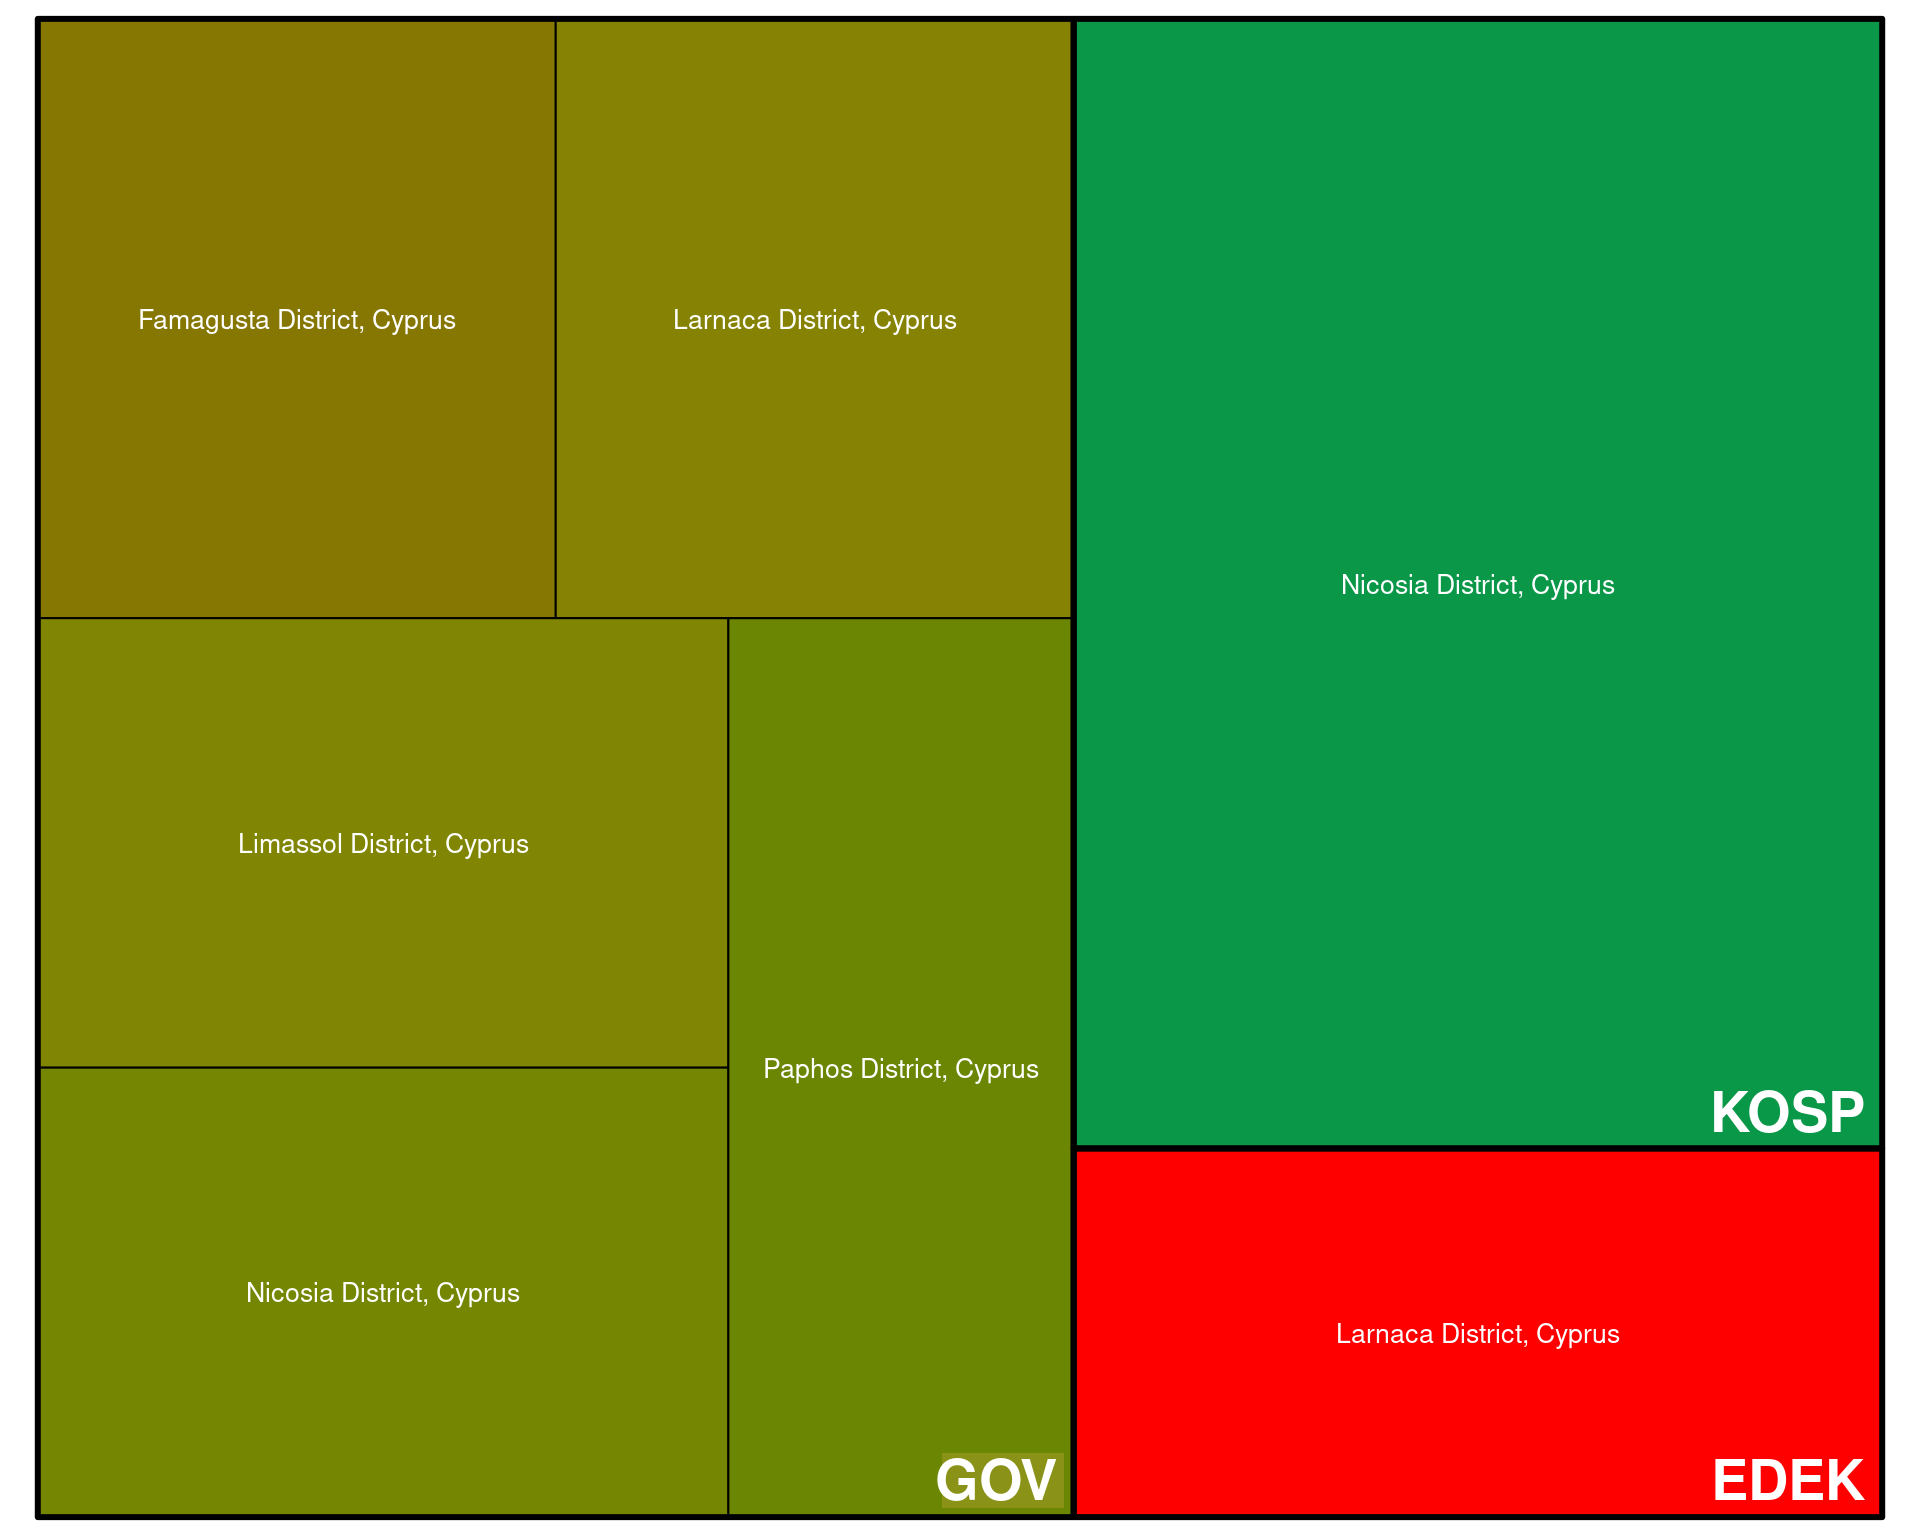 Famagusta District, Cyprus
Larnaca District, Cyprus
Limassol District, Cyprus
Nicosia District, Cyprus
Paphos District, Cyprus
GOV
Nicosia District, Cyprus
KOSP
Larnaca District, Cyprus
EDEK